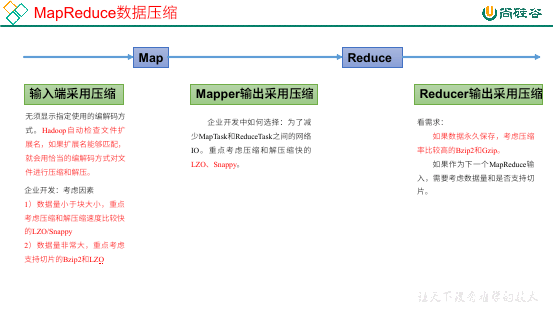 MapReduce数据压缩
尚硅谷
Map
Reduce
输入端采用压缩
无须显示指定使用的编解码方
式。Hadoop自动检查文件扩
展名，如果扩展名能够匹配，
就会用恰当的编解码方式对文
件进行压缩和解压。
企业开发：考虑因素
1）数据量小于块大小，重点
考虑压缩和解压缩速度比较快
的LZO/Snappy
2）数据量非常大，重点考虑
支持切片的Bzip2和LZO
Mapper输出采用压缩
企业开发中如何选择：为了减
少MapTask和ReduceTask之间的网络
IO。重点考虑压缩和解压缩快的
LZO、Snappy。
Reducer输出采用压缩
看需求：
如果数据永久保存，考虑压缩
率比较高的Bzip2和Gzip。
如果作为下一个MapReduce输
入，需要考虑数据量和是否支持切
片。
让天下没有难学的技术